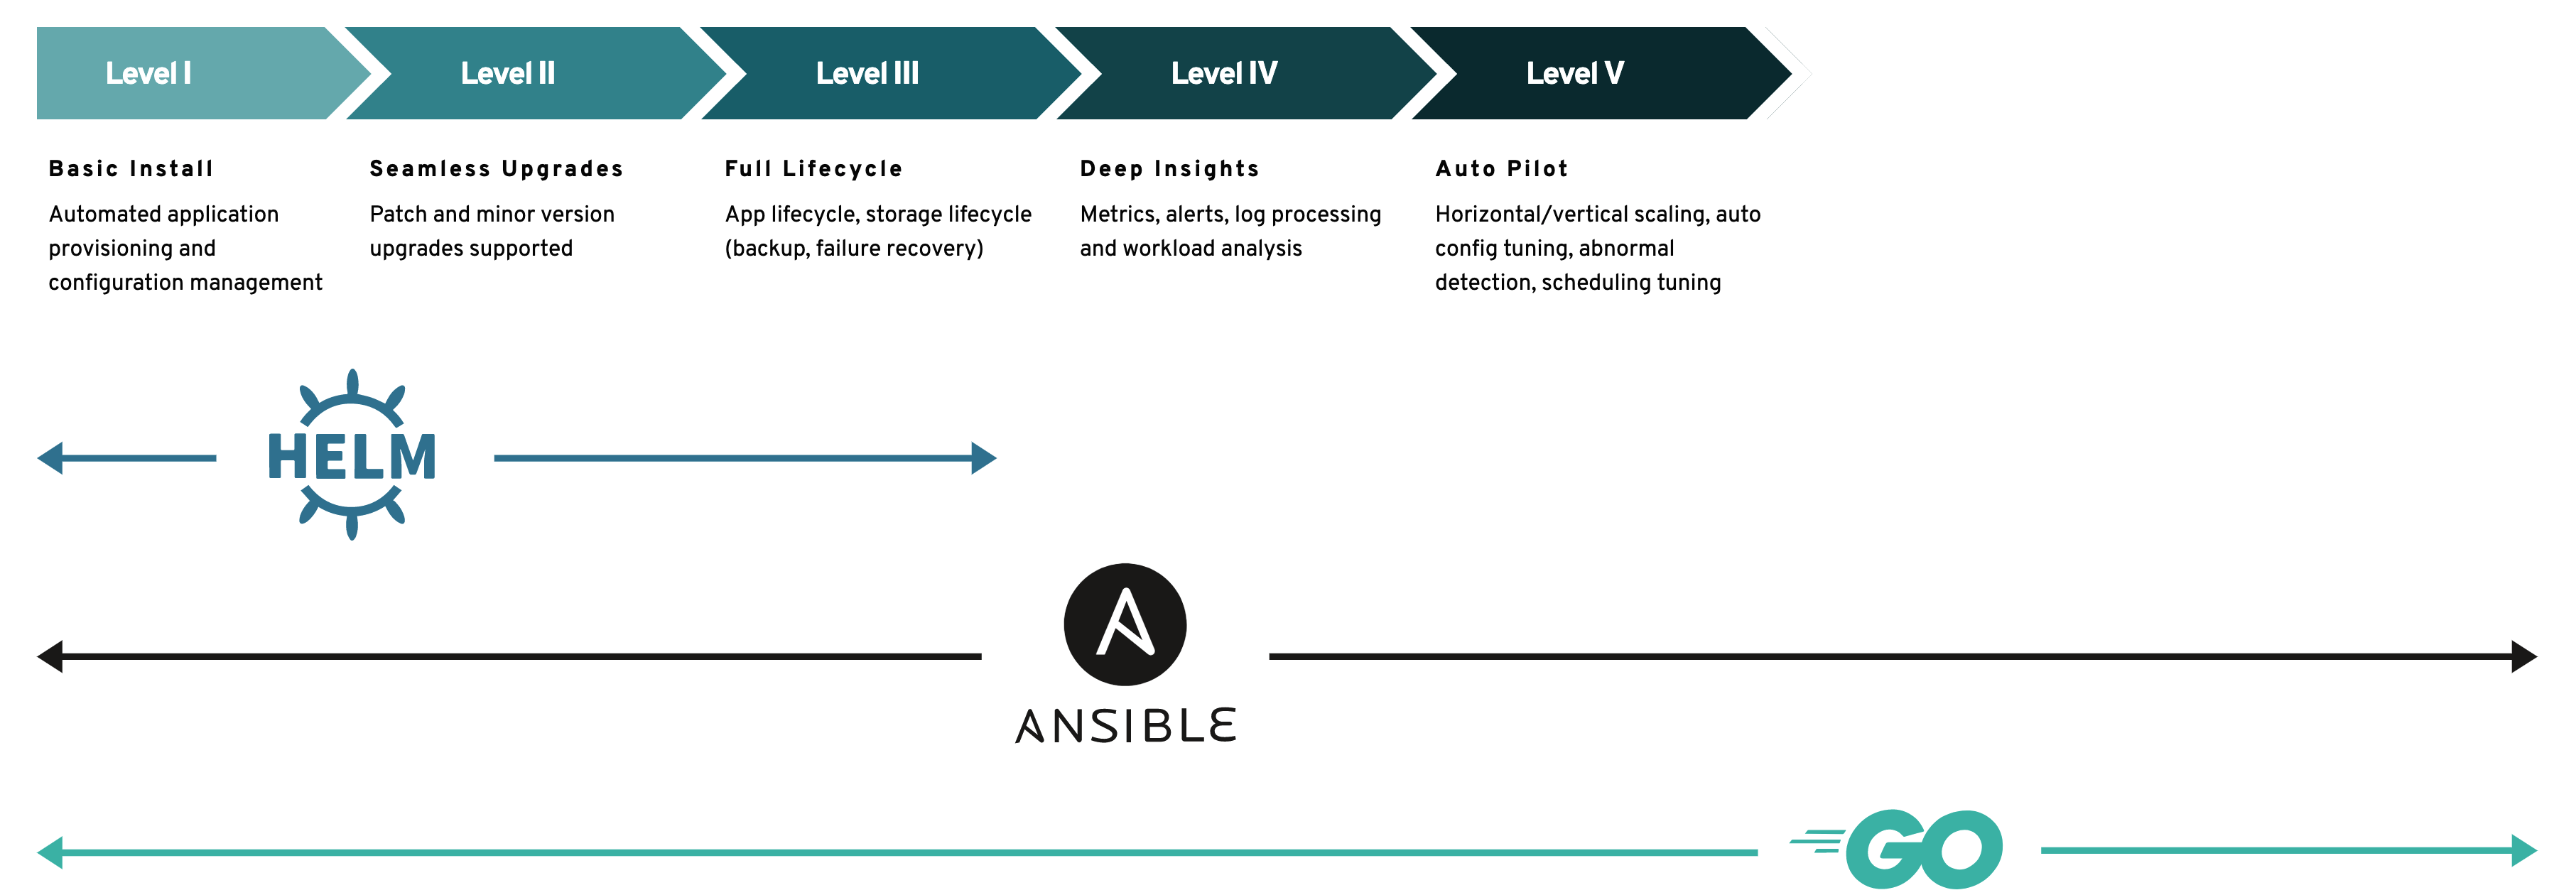 Level I
Level II
Level III
Level IV
Level V
Basic Install
Automated application
provisioning and
configuration management
Seamless Upgrades
Patch and minor version
upgrades supported
Full Lifecycle
App lifecycle, storage lifecycle
(backup, failure recovery)
Deep Insights
Metrics, alerts, log processing
and workload analysis
Auto Pilot
Horizontal/vertical scaling, auto
config tuning, abnormal
detection, scheduling tuning
HELM
A
ANSIBLE
GO